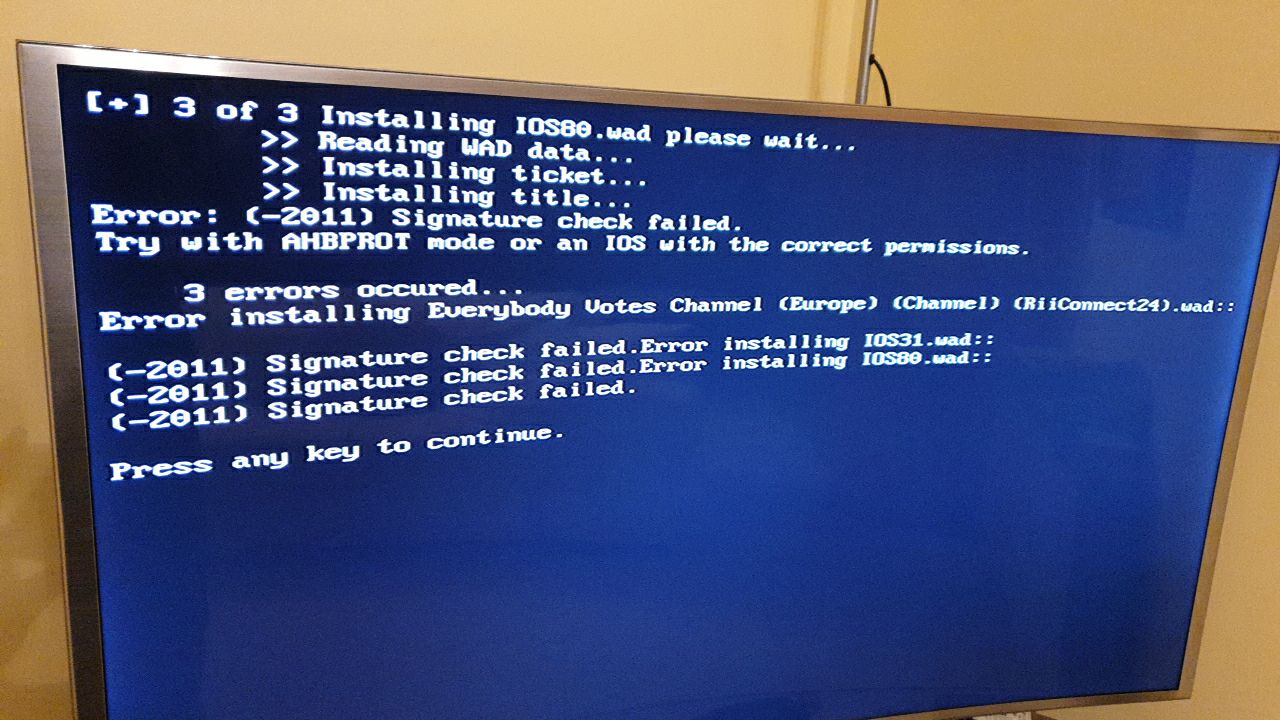 [+] 3 of 3 Installing IOS80.wad please wait...
>> Reading WAD data...
>> Installing ticket...
>> Installing title...
Error: (-2011) Signature check failed.
Try with AHBPROT mode or an IOS with the correct permissions.
3 errors occured...
Error installing Everybody Votes Channel (Europe) (Channel) (RiiConnect24).wad::
(-2011) Signature check failed.Error installing IOS31.wad::
(-2011) Signature check failed.Error installing IOS80.wad::
(-2011) Signature check failed.
Press any key to continue.